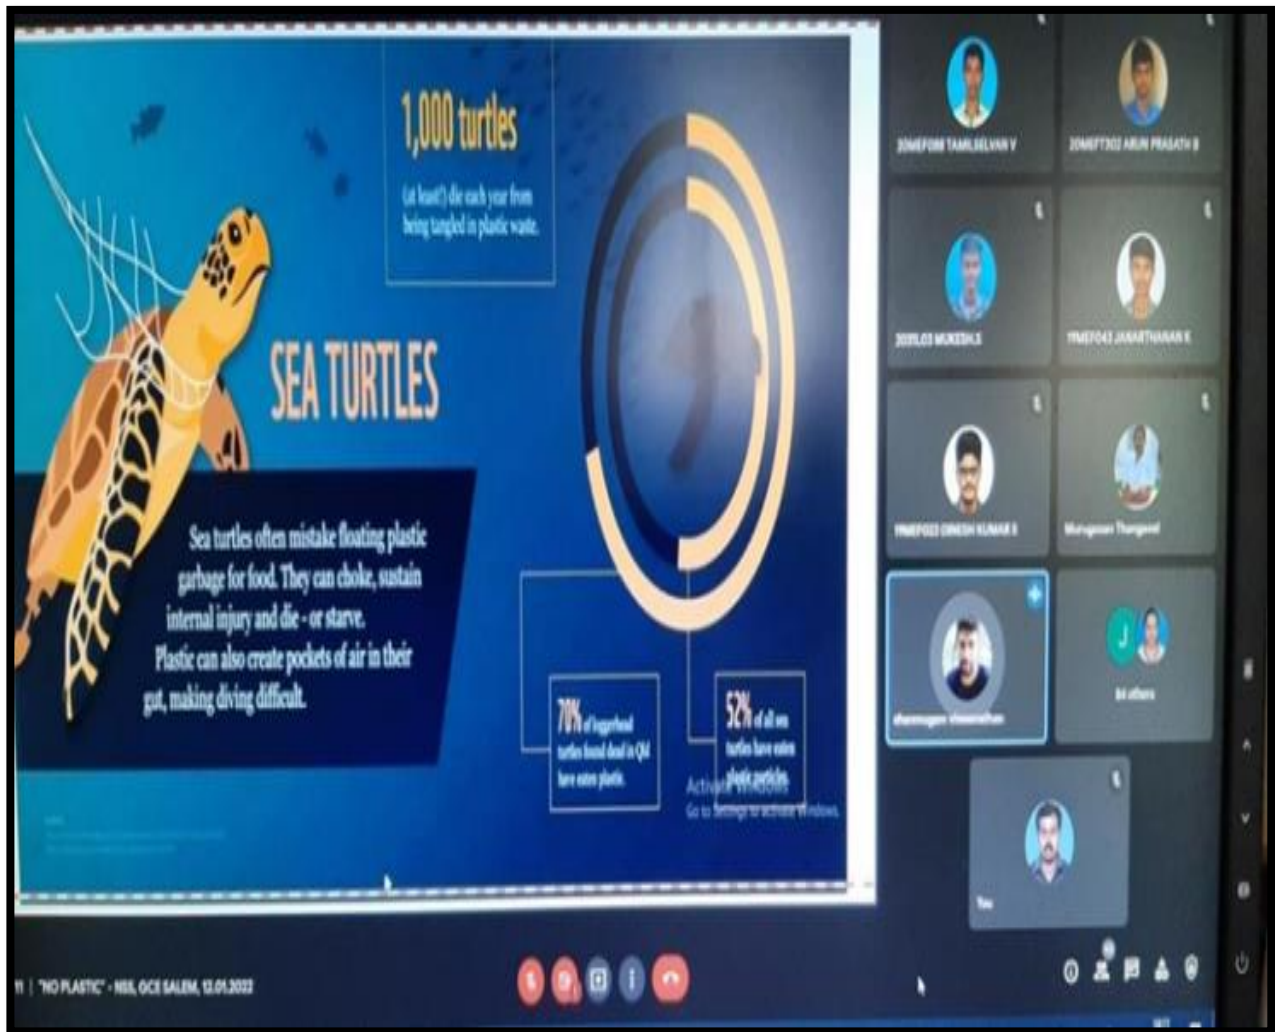 1,000 turtles
(at least!) die each year from
being tangled in plastic waste.
SEA TURTLES
Sea turtles often mistake floating plastic
garbage for food. They can choke, sustain
internal injury and die - or starve.
Plastic can also create pockets of air in their
gut, making diving difficult.
70% of loggerhead
turtles found dead in Qld
have eaten plastic.
52% of all sea
turtles have eaten
plastic particles.
Activate Windows
Go to Settings to activate Windows.
20MEF088 TAMILSELVAN V
20MEFT302 ARUN PRASATH B
MUKESH.S
19MEF043 JANARTHANAN K
DINESH KUMAR S
Murugesan Thangavel
shanmugam viswanathan
J
84 others
You
"NO PLASTIC" - NSS, GCE SALEM, 12.01.2022